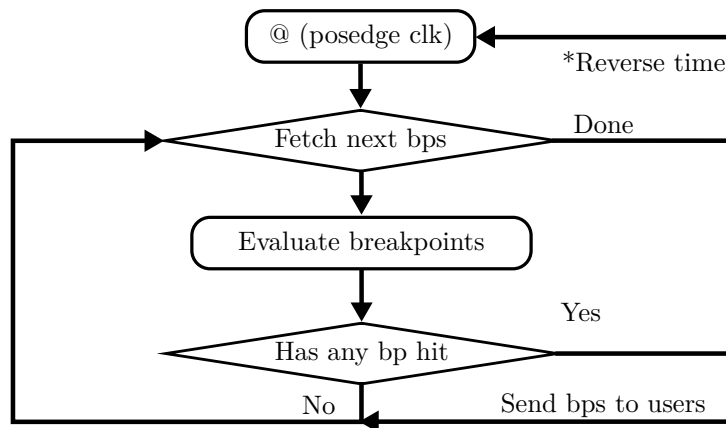 @ (posedge clk)
*Reverse time
Fetch next bps
Done
Evaluate breakpoints
Yes
Has any bp hit
No
Send bps to users